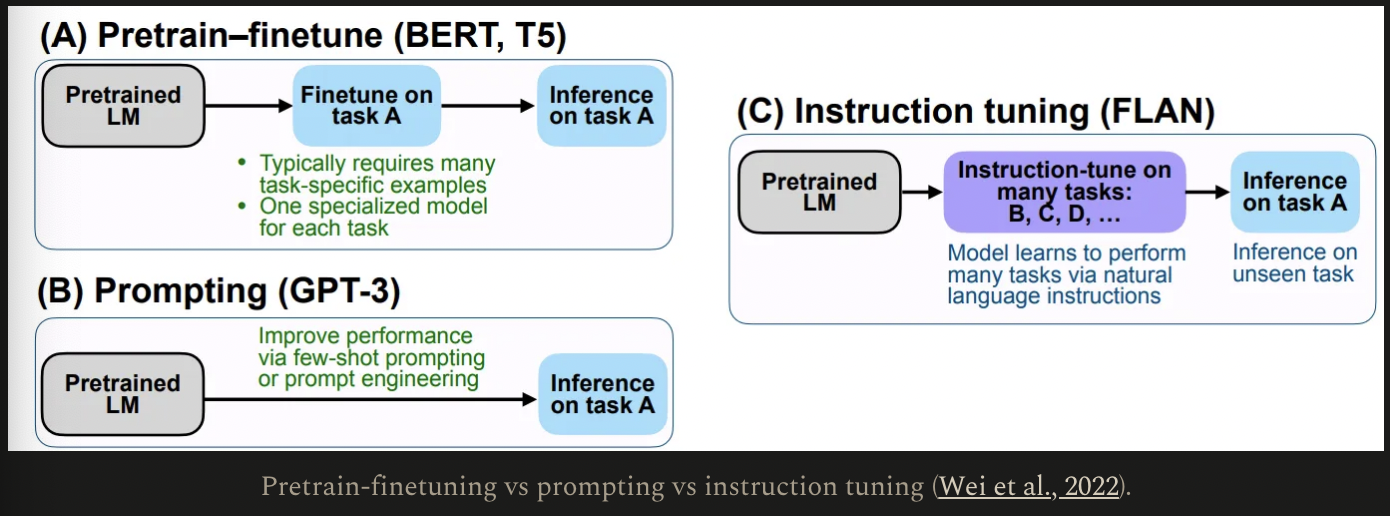 (A) Pretrain–finetune (BERT, T5)
Pretrained
LM
Finetune on
task A
Inference
on task A
• Typically requires many
task-specific examples
• One specialized model
for each task
(B) Prompting (GPT-3)
Improve performance
via few-shot prompting
or prompt engineering
Pretrained
LM
Inference
on task A
(C) Instruction tuning (FLAN)
Pretrained
LM
Instruction-tune on
many tasks:
B, C, D, …
Inference
on task A
Model learns to perform
many tasks via natural
language instructions
Inference on
unseen task
Pretrain-finetuning vs prompting vs instruction tuning (Wei et al., 2022).